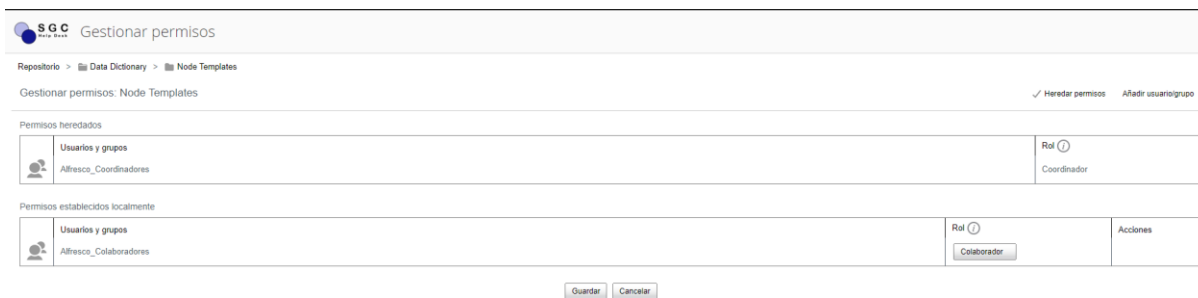 SGC Gestionar permisos
Help Desk
Repositorio > Data Dictionary > Node Templates
Gestionar permisos: Node Templates Heredar permisos Añadir usuario/grupo
Permisos heredados
Usuarios y grupos Rol i
Alfresco_Coordinadores Coordinador
Permisos establecidos localmente
Usuarios y grupos Rol i Acciones
Alfresco_Colaboradores Colaborador
Guardar Cancelar